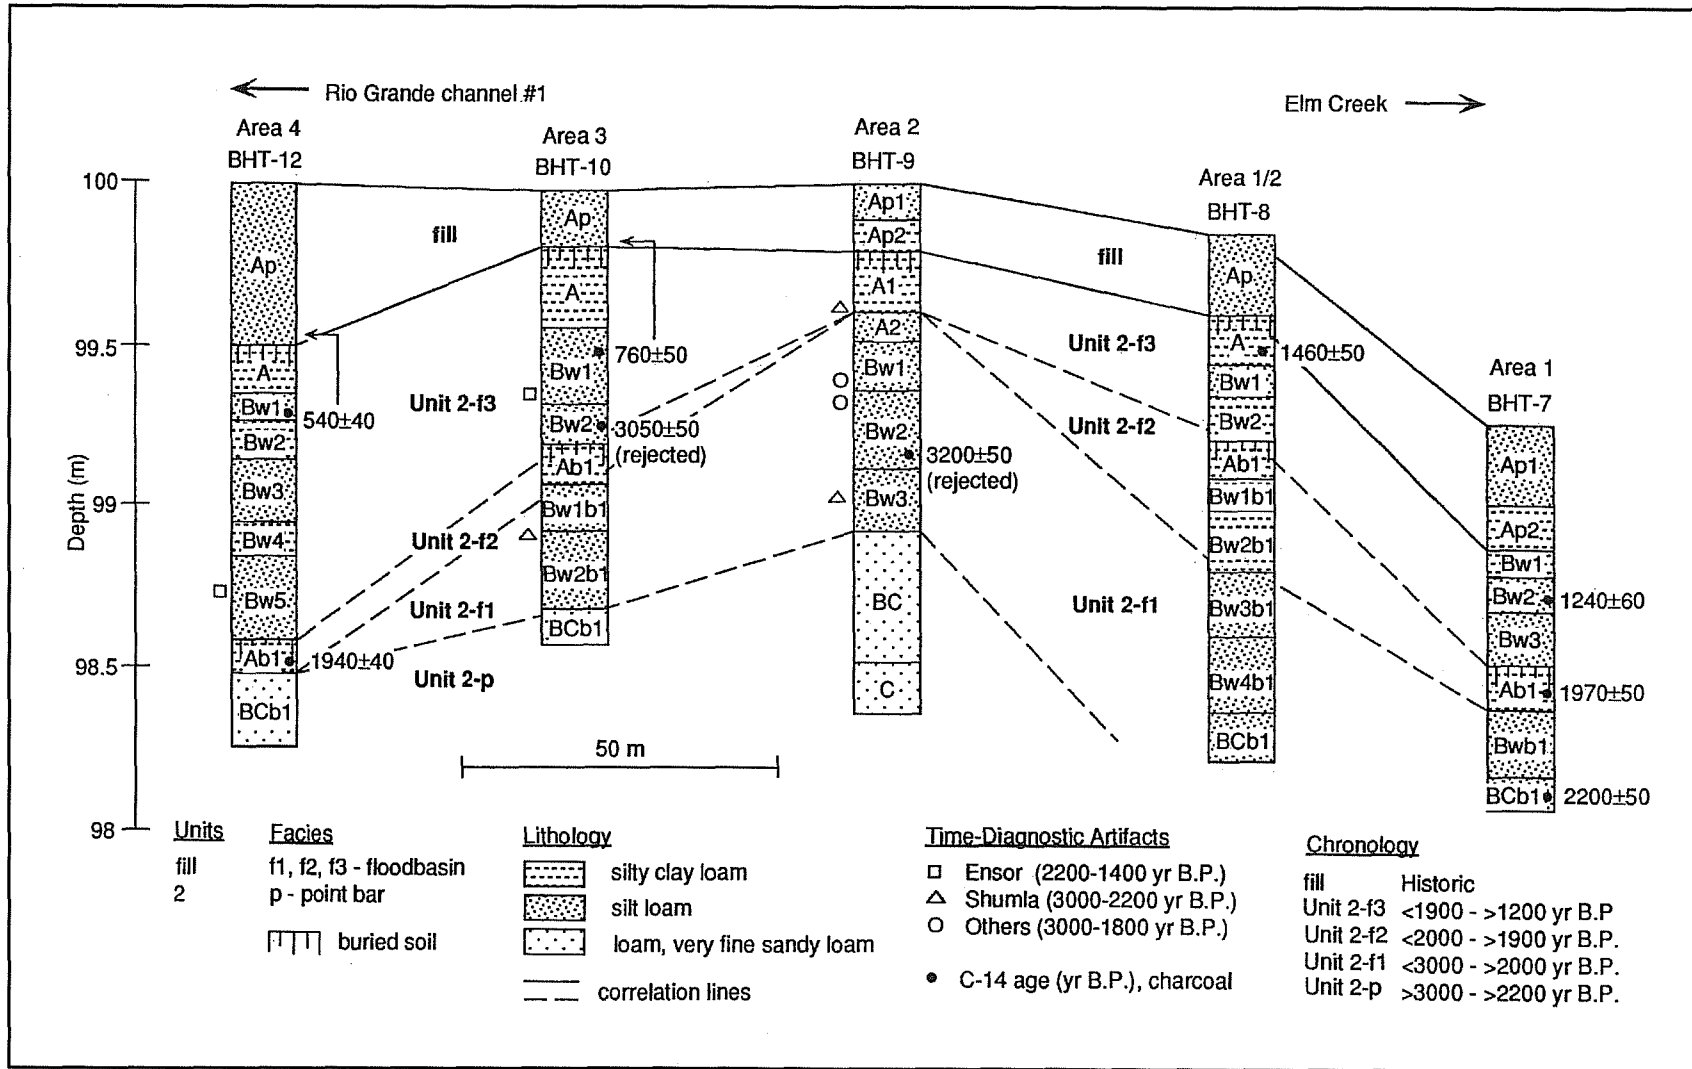 Rio Grande channel #1
Elm Creek
Area 4
BHT-12
Area 3
BHT-10
Area 2
BHT-9
Area 1/2
BHT-8
Area 1
BHT-7
Depth (m)
100
99.5
99
98.5
98
Ap
A
Bw1
Bw2
Bw3
Bw4
Bw5
Ab1
BCb1
540±40
1940±40
fill
Unit 2-f3
Unit 2-f2
Unit 2-f1
Unit 2-p
Ap
A
Bw1
Bw2
Ab1
Bw1b1
Bw2b1
BCb1
760±50
3050±50
(rejected)
Ap1
Ap2
A1
A2
Bw1
Bw2
Bw3
BC
C
3200±50
(rejected)
fill
Unit 2-f3
Unit 2-f2
Unit 2-f1
Ap
A
Bw1
Bw2
Ab1
Bw1b1
Bw2b1
Bw3b1
Bw4b1
BCb1
1460±50
Ap1
Ap2
Bw1
Bw2
Bw3
Ab1
Bwb1
BCb1
1240±60
1970±50
2200±50
50 m
Units
fill
2
Facies
f1, f2, f3 - floodbasin
p - point bar
buried soil
Lithology
silty clay loam
silt loam
loam, very fine sandy loam
correlation lines
Time-Diagnostic Artifacts
Ensor (2200-1400 yr B.P.)
Shumla (3000-2200 yr B.P.)
Others (3000-1800 yr B.P.)
C-14 age (yr B.P.), charcoal
Chronology
fill Historic
Unit 2-f3 <1900 - >1200 yr B.P
Unit 2-f2 <2000 - >1900 yr B.P.
Unit 2-f1 <3000 - >2000 yr B.P.
Unit 2-p >3000 - >2200 yr B.P.